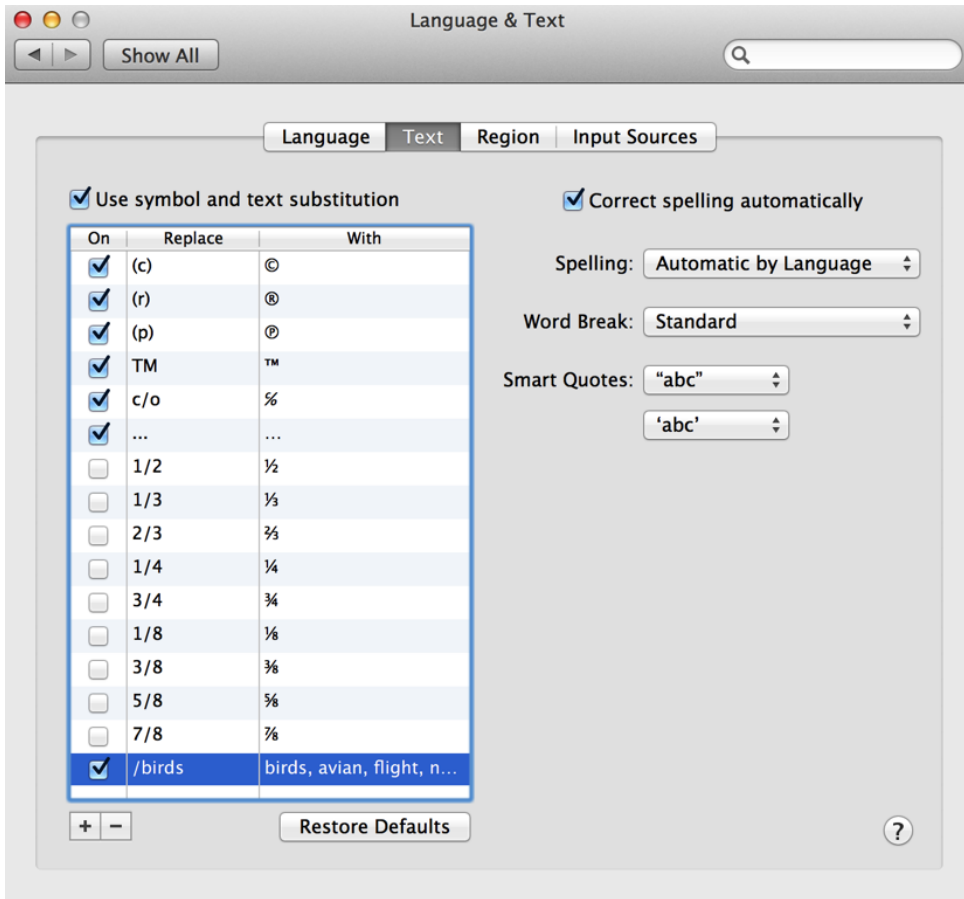 Language & Text
Show All
Language Text Region Input Sources
Use symbol and text substitution
Correct spelling automatically
On Replace With
(c) ©
(r) ®
(p) ℗
TM ™
c/o ℅
... …
1/2 ½
1/3 ⅓
2/3 ⅔
1/4 ¼
3/4 ¾
1/8 ⅛
3/8 ⅜
5/8 ⅝
7/8 ⅞
/birds birds, avian, flight, n...
Spelling: Automatic by Language
Word Break: Standard
Smart Quotes: “abc”
‘abc’
+ −
Restore Defaults
?